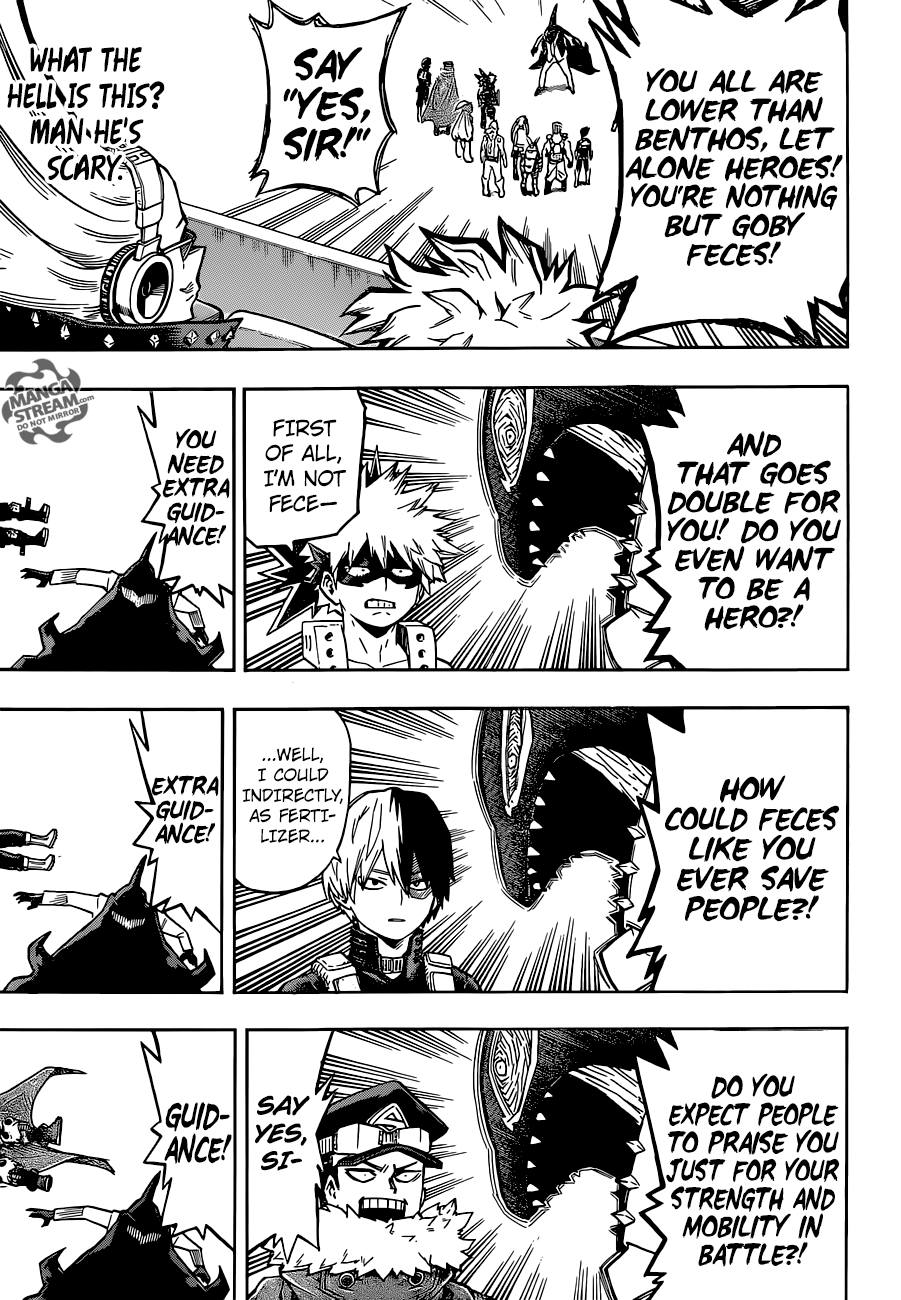 YOU ALL ARE
LOWER THAN
BENTHOS, LET
ALONE HEROES!
YOU'RE NOTHING
BUT GOBY
FECES!
SAY
"YES,
SIR!"
WHAT THE
HELL IS THIS?
MAN HE'S
SCARY.
AND
THAT GOES
DOUBLE FOR
YOU! DO YOU
EVEN WANT
TO BE A
HERO?!
FIRST
OF ALL,
I'M NOT
FECE—
YOU
NEED
EXTRA
GUID-
ANCE!
MANGA
STREAM.com
DO NOT MIRROR
HOW
COULD FECES
LIKE YOU
EVER SAVE
PEOPLE?!
...WELL,
I COULD
INDIRECTLY,
AS FERTI-
LIZER...
EXTRA
GUID-
ANCE!
DO YOU
EXPECT PEOPLE
TO PRAISE YOU
JUST FOR YOUR
STRENGTH AND
MOBILITY IN
BATTLE?!
SAY
YES,
SI-
GUID-
ANCE!